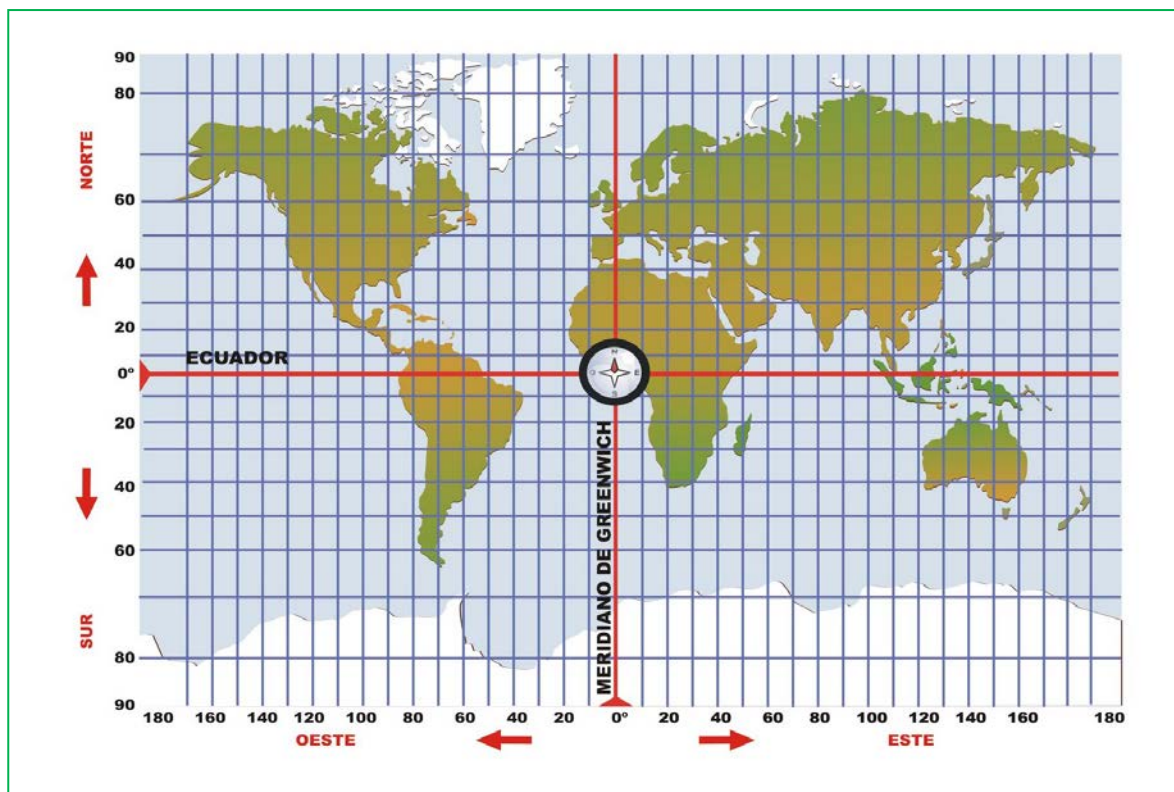 90
80
NORTE
60
40
20
ECUADOR
0º
N
O
E
S
20
40
60
SUR
80
90
MERIDIANO DE GREENWICH
180 160 140 120 100 80 60 40 20 0º 20 40 60 80 100 120 140 160 180
OESTE
ESTE